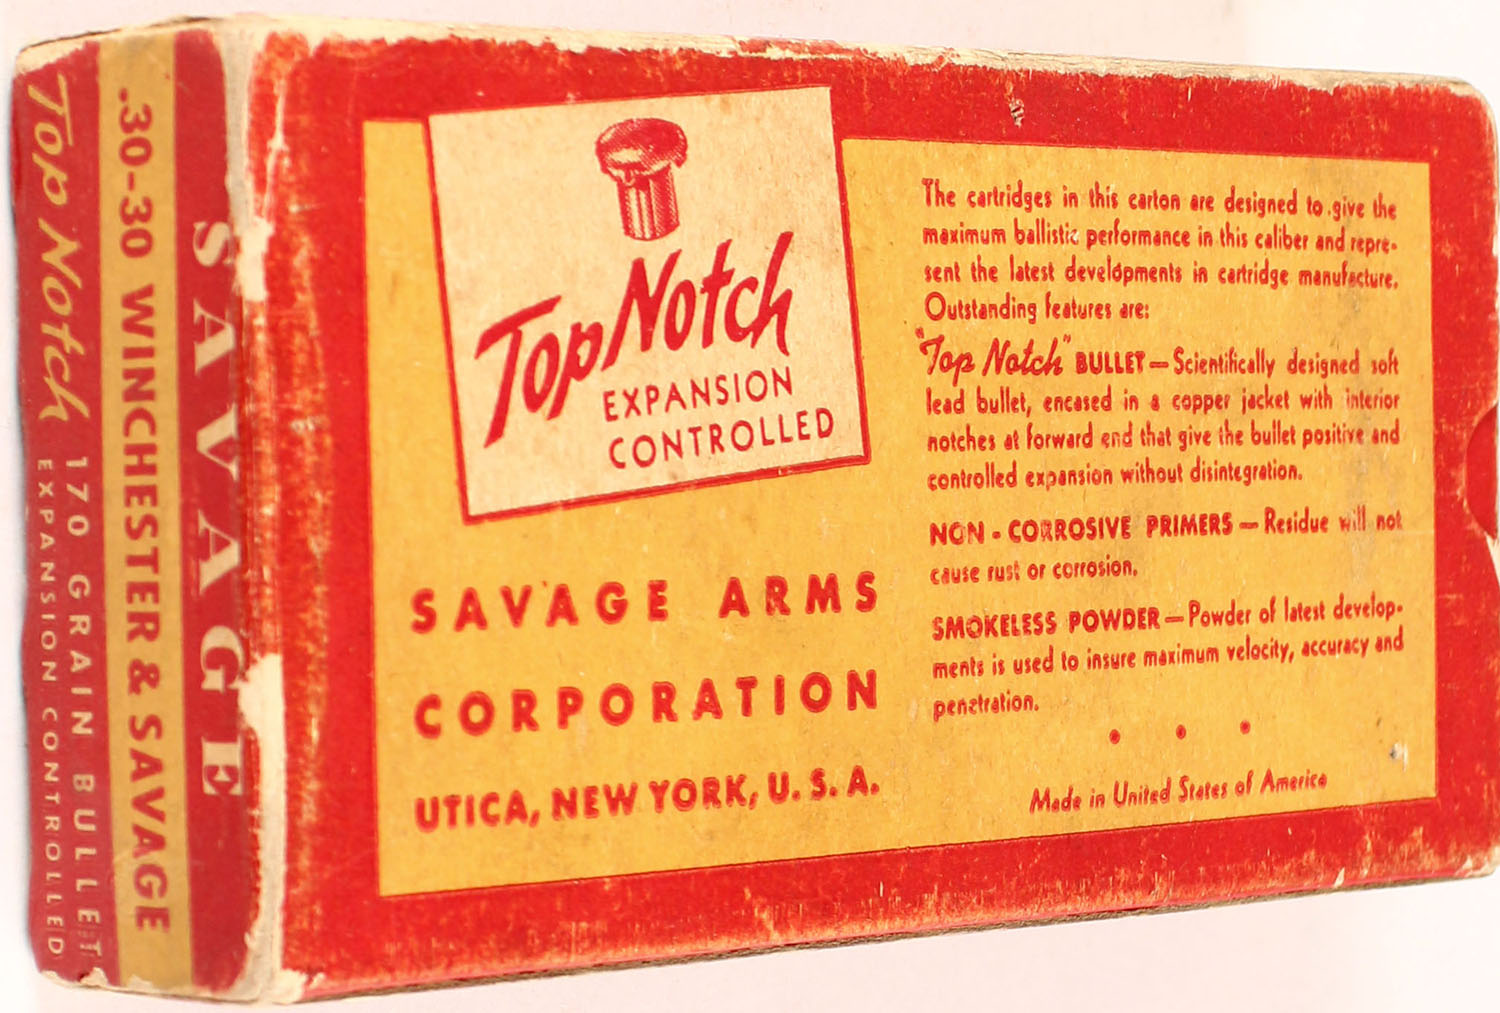 SAVAGE
.30-30 WINCHESTER & SAVAGE
Top Notch 170 GRAIN BULLET
EXPANSION CONTROLLED
Top Notch
EXPANSION
CONTROLLED
SAVAGE ARMS
CORPORATION
UTICA, NEW YORK, U. S. A.
The cartridges in this carton are designed to give the
maximum ballistic performance in this caliber and repre-
sent the latest developments in cartridge manufacture.
Outstanding features are:
"Top Notch" BULLET — Scientifically designed soft
lead bullet, encased in a copper jacket with interior
notches at forward end that give the bullet positive and
controlled expansion without disintegration.
NON - CORROSIVE PRIMERS — Residue will not
cause rust or corrosion.
SMOKELESS POWDER — Powder of latest develop-
ments is used to insure maximum velocity, accuracy and
penetration.
Made in United States of America